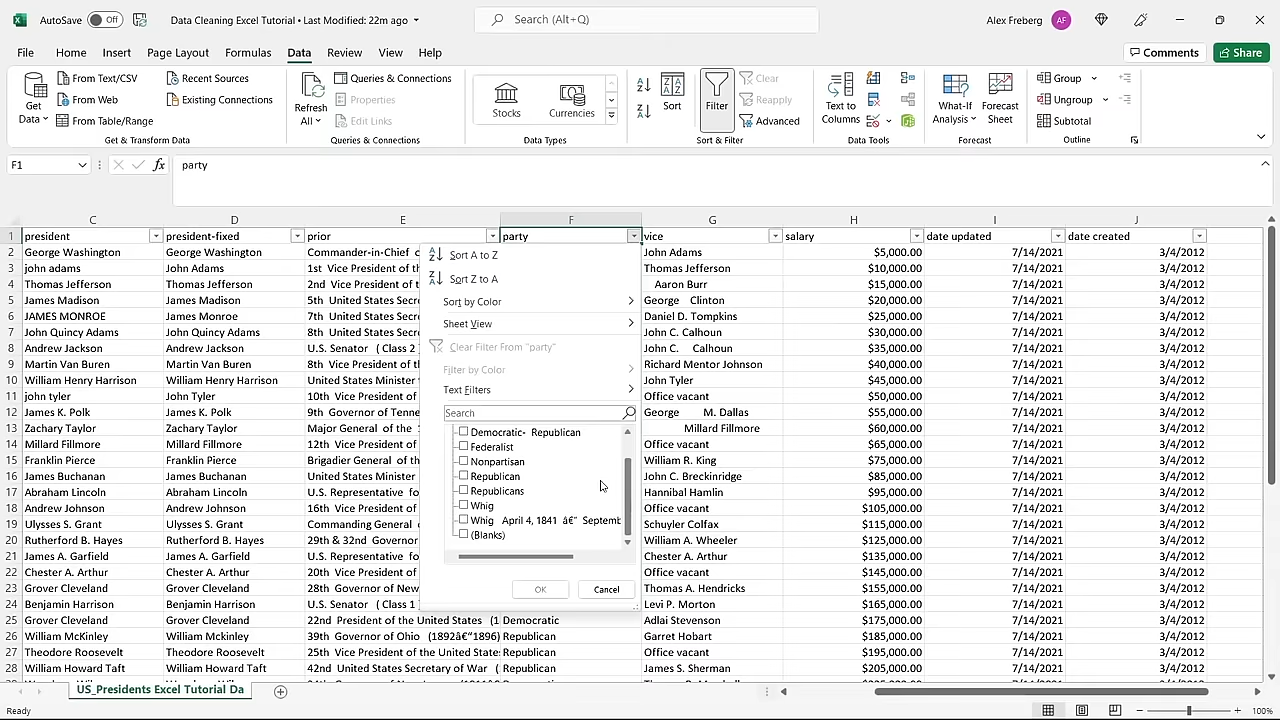 AutoSave Off Data Cleaning Excel Tutorial • Last Modified: 22m ago Search (Alt+Q) Alex Freberg AF
File Home Insert Page Layout Formulas Data Review View Help Comments Share
Get Data From Text/CSV From Web From Table/Range Recent Sources Existing Connections
Refresh All Queries & Connections Properties Edit Links
Stocks Currencies
Sort Filter Clear Reapply Advanced
Text to Columns
What-If Analysis Forecast Sheet
Group Ungroup Subtotal
Get & Transform Data Queries & Connections Data Types Sort & Filter Data Tools Forecast Outline
F1 fx party
C D E F G H I J
1 president president-fixed prior party vice salary date updated date created
2 George Washington George Washington Commander-in-Chief John Adams $5,000.00 7/14/2021 3/4/2012
3 john adams John Adams 1st Vice President of Thomas Jefferson $10,000.00 7/14/2021 3/4/2012
4 Thomas Jefferson Thomas Jefferson 2nd Vice President of Aaron Burr $15,000.00 7/14/2021 3/4/2012
5 James Madison James Madison 5th United States Secre George Clinton $20,000.00 7/14/2021 3/4/2012
6 JAMES MONROE James Monroe 7th United States Secre Daniel D. Tompkins $25,000.00 7/14/2021 3/4/2012
7 John Quincy Adams John Quincy Adams 8th United States Secre John C. Calhoun $30,000.00 7/14/2021 3/4/2012
8 Andrew Jackson Andrew Jackson U.S. Senator ( Class 2 John C. Calhoun $35,000.00 7/14/2021 3/4/2012
9 Martin Van Buren Martin Van Buren 8th Vice President of Richard Mentor Johnson $40,000.00 7/14/2021 3/4/2012
10 William Henry Harrison William Henry Harrison United States Minister John Tyler $45,000.00 7/14/2021 3/4/2012
11 john tyler John Tyler 10th Vice President of Office vacant $50,000.00 7/14/2021 3/4/2012
12 James K. Polk James K. Polk 9th Governor of Tenne George M. Dallas $55,000.00 7/14/2021 3/4/2012
13 Zachary Taylor Zachary Taylor Major General of the Millard Fillmore $60,000.00 7/14/2021 3/4/2012
14 Millard Fillmore Millard Fillmore 12th Vice President of Office vacant $65,000.00 7/14/2021 3/4/2012
15 Franklin Pierce Franklin Pierce Brigadier General of William R. King $75,000.00 7/14/2021 3/4/2012
16 James Buchanan James Buchanan United States Minister John C. Breckinridge $85,000.00 7/14/2021 3/4/2012
17 Abraham Lincoln Abraham Lincoln U.S. Representative fo Hannibal Hamlin $95,000.00 7/14/2021 3/4/2012
18 Andrew Johnson Andrew Johnson 16th Vice President of Office vacant $105,000.00 7/14/2021 3/4/2012
19 Ulysses S. Grant Ulysses S. Grant Commanding General Schuyler Colfax $115,000.00 7/14/2021 3/4/2012
20 Rutherford B. Hayes Rutherford B. Hayes 29th & 32nd Governor William A. Wheeler $125,000.00 7/14/2021 3/4/2012
21 James A. Garfield James A. Garfield U.S. Representative fo Chester A. Arthur $135,000.00 7/14/2021 3/4/2012
22 Chester A. Arthur Chester A. Arthur 20th Vice President of Office vacant $145,000.00 7/14/2021 3/4/2012
23 Grover Cleveland Grover Cleveland 28th Governor of New Thomas A. Hendricks $155,000.00 7/14/2021 3/4/2012
24 Benjamin Harrison Benjamin Harrison U.S. Senator ( Class 1 Levi P. Morton $165,000.00 7/14/2021 3/4/2012
25 Grover Cleveland Grover Cleveland 22nd President of the United States (1 Democratic Adlai Stevenson $175,000.00 7/14/2021 3/4/2012
26 William McKinley William Mckinley 39th Governor of Ohio (1892â€"1896) Republican Garret Hobart $185,000.00 7/14/2021 3/4/2012
27 Theodore Roosevelt Theodore Roosevelt 25th Vice President of the United States Republican Office vacant $195,000.00 7/14/2021 3/4/2012
28 William Howard Taft William Howard Taft 42nd United States Secretary of War ( Republican James S. Sherman $205,000.00 7/14/2021 3/4/2012
Sort A to Z
Sort Z to A
Sort by Color
Sheet View
Clear Filter From "party"
Filter by Color
Text Filters
Search
Democratic- Republican
Federalist
Nonpartisan
Republican
Republicans
Whig
Whig April 4, 1841 â€" Septemb
(Blanks)
OK Cancel
US_Presidents Excel Tutorial Da
Ready 100%